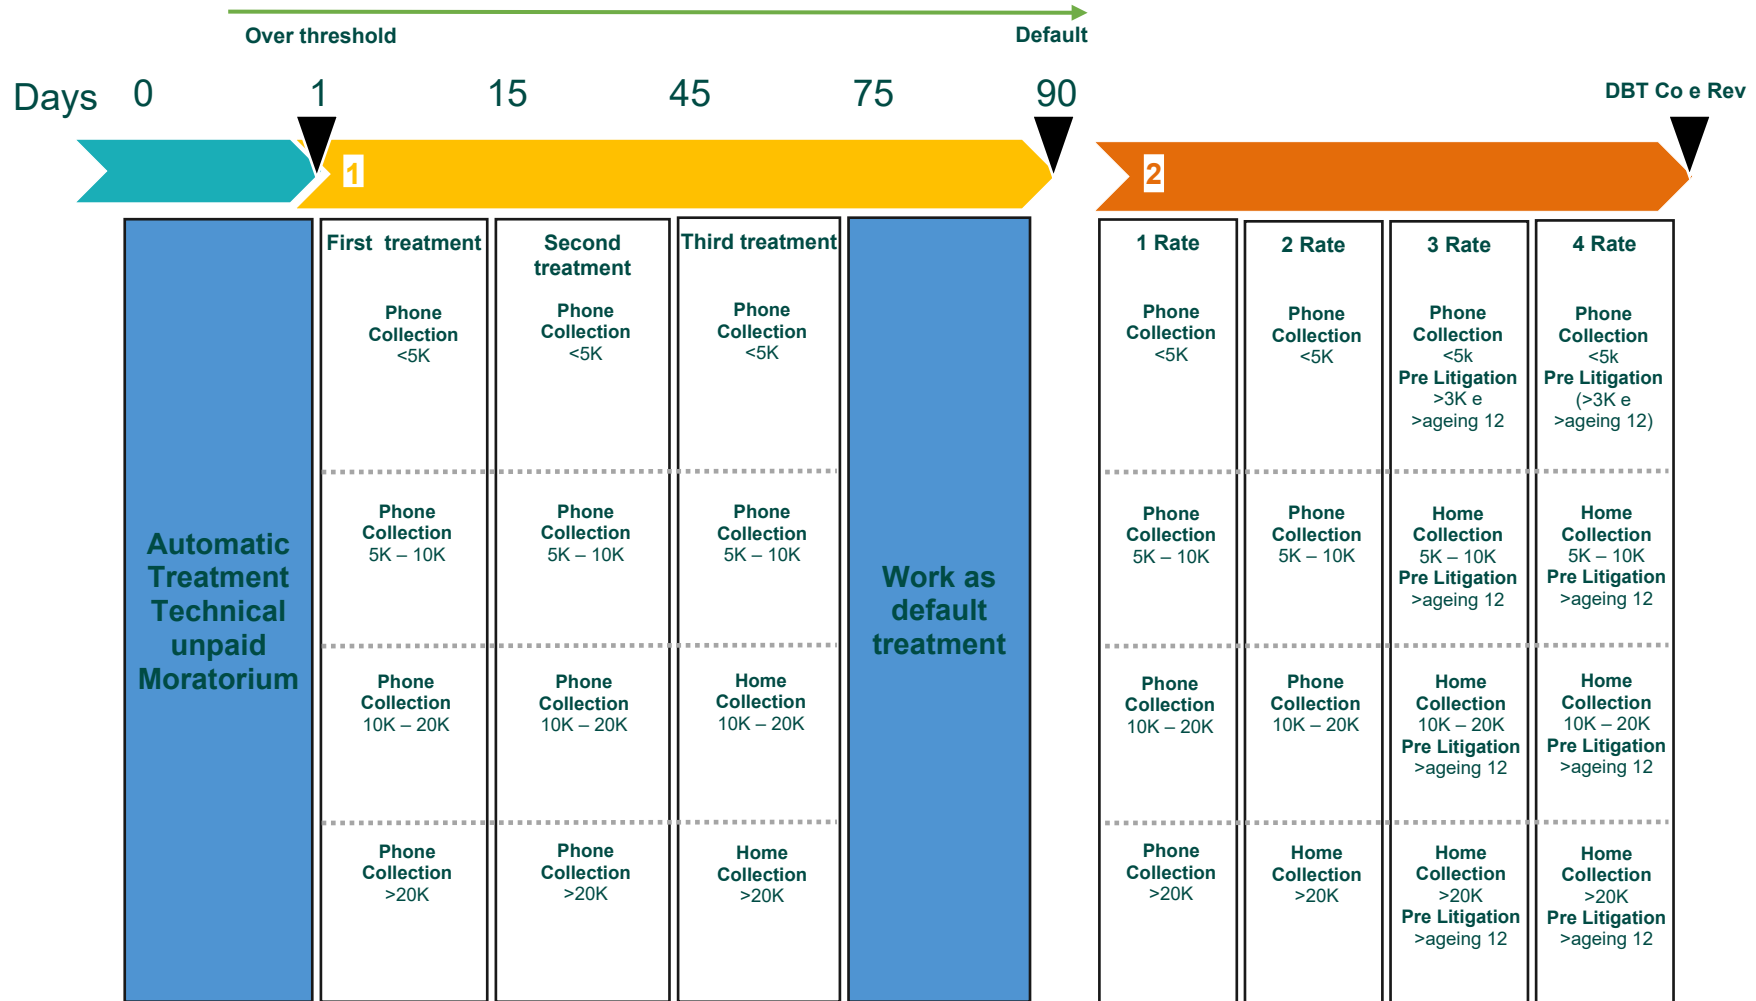 Over threshold
Default
Days 0 1 15 45 75 90
DBT Co e Rev
1
2
Automatic
Treatment
Technical
unpaid
Moratorium
First treatment
Phone
Collection
<5K
Phone
Collection
5K – 10K
Phone
Collection
10K – 20K
Phone
Collection
>20K
Second
treatment
Phone
Collection
<5K
Phone
Collection
5K – 10K
Phone
Collection
10K – 20K
Phone
Collection
>20K
Third treatment
Phone
Collection
<5K
Phone
Collection
5K – 10K
Home
Collection
10K – 20K
Home
Collection
>20K
Work as
default
treatment
1 Rate
Phone
Collection
<5K
Phone
Collection
5K – 10K
Phone
Collection
10K – 20K
Phone
Collection
>20K
2 Rate
Phone
Collection
<5K
Phone
Collection
5K – 10K
Phone
Collection
10K – 20K
Home
Collection
>20K
3 Rate
Phone
Collection
<5k
Pre Litigation
>3K e
>ageing 12
Home
Collection
5K – 10K
Pre Litigation
>ageing 12
Home
Collection
10K – 20K
Pre Litigation
>ageing 12
Home
Collection
>20K
Pre Litigation
>ageing 12
4 Rate
Phone
Collection
<5k
Pre Litigation
(>3K e
>ageing 12)
Home
Collection
5K – 10K
Pre Litigation
>ageing 12
Home
Collection
10K – 20K
Pre Litigation
>ageing 12
Home
Collection
>20K
Pre Litigation
>ageing 12